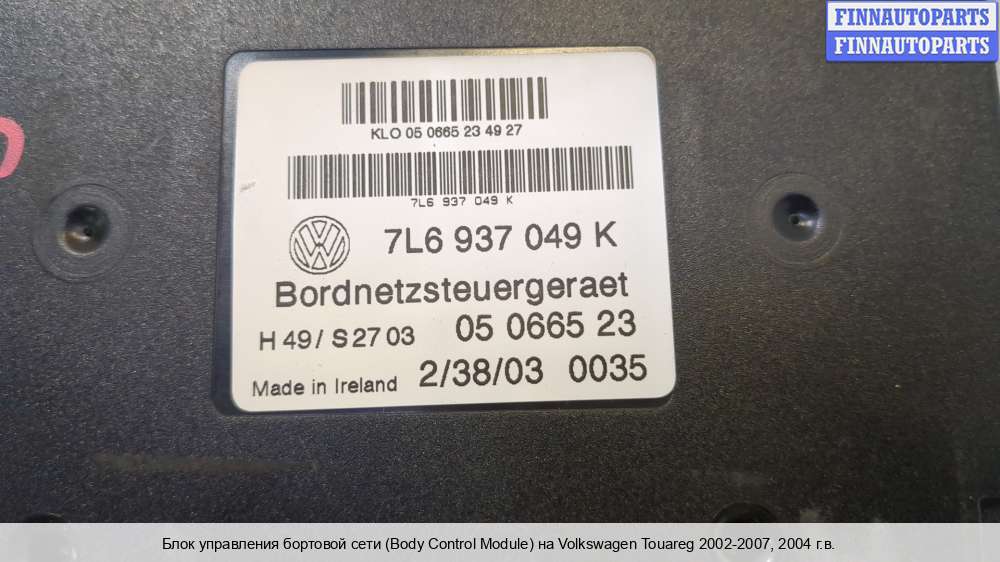 FINNAUTOPARTS
FINNAUTOPARTS
KLO 05 0665 23 4927
7L6 937 049 K
7L6 937 049 K
Bordnetzsteuergeraet
H 49 / S 27 03 05 0665 23
Made in Ireland 2/38/03 0035
Блок управления бортовой сети (Body Control Module) на Volkswagen Touareg 2002-2007, 2004 г.в.